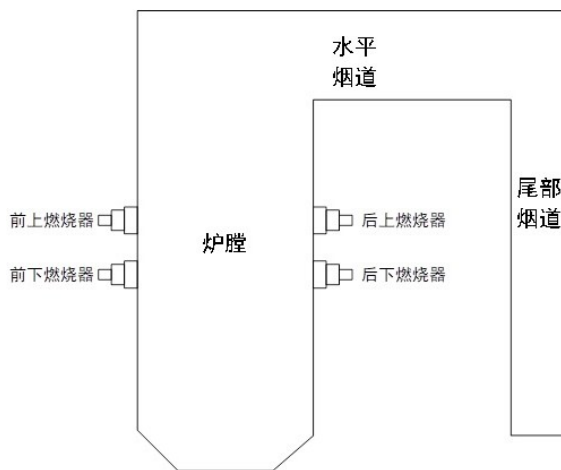 水平
烟道
前上燃烧器
后上燃烧器
尾部
烟道
炉膛
前下燃烧器
后下燃烧器